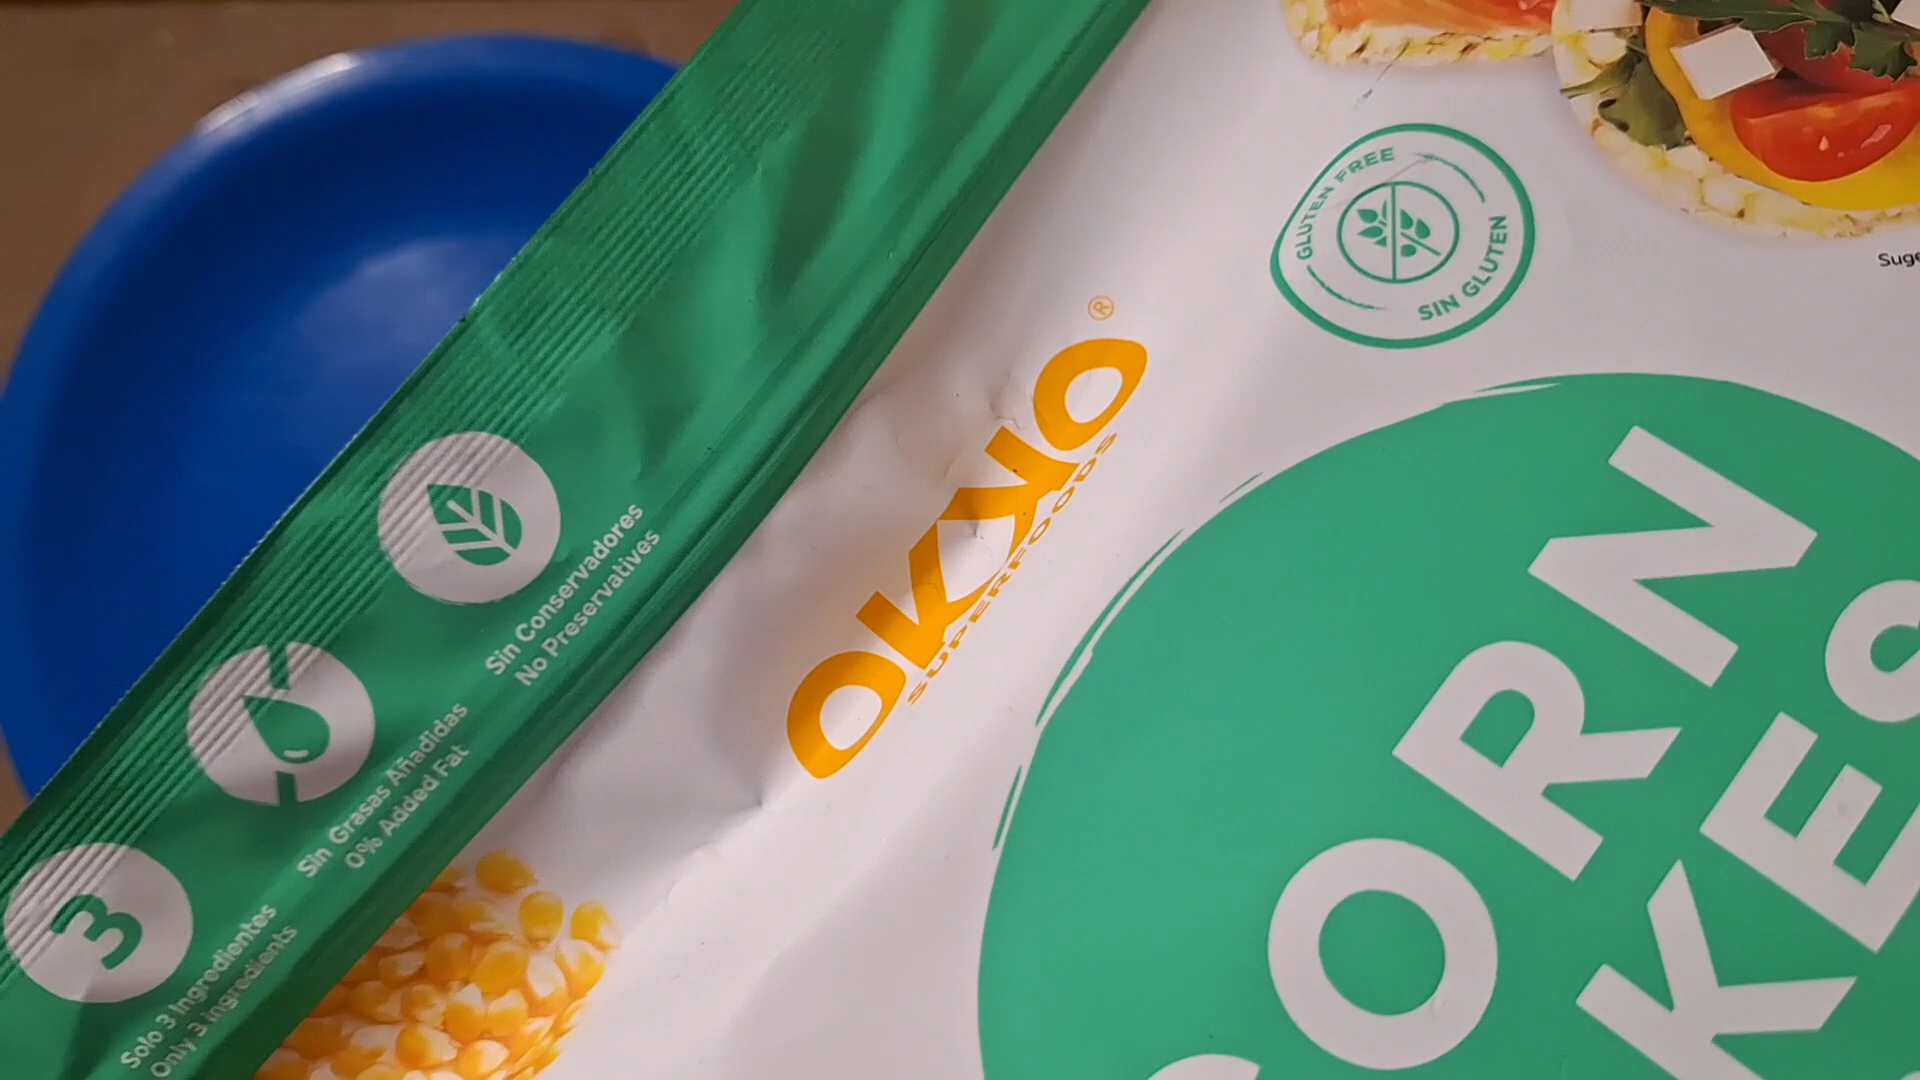 Solo 3 Ingredientes
Only 3 Ingredients
3
Sin Grasas Añadidas
0% Added Fat
Sin Conservadores
No Preservatives
OKKO®
SUPERFOODS
GLUTEN FREE
SIN GLUTEN
CORN
KES